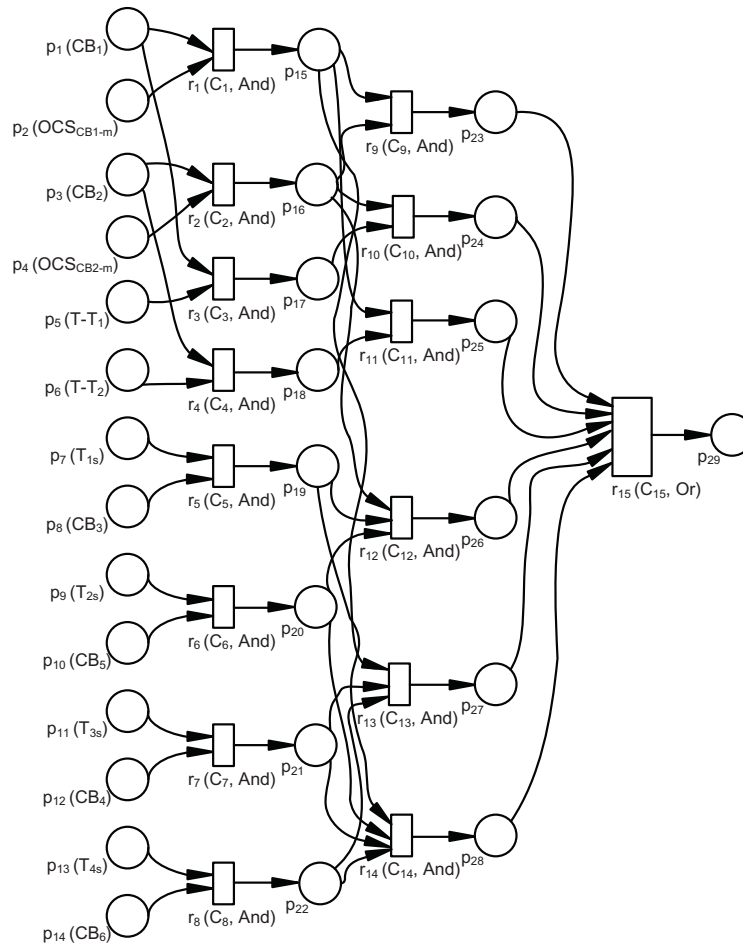 p₁ (CB₁)
r₁ (C₁, And)
p₁₅
p₂ (OCS_CB1-m)
r₉ (C₉, And)
p₂₃
p₃ (CB₂)
r₂ (C₂, And)
p₁₆
p₄ (OCS_CB2-m)
r₁₀ (C₁₀, And)
p₂₄
p₅ (T-T₁)
r₃ (C₃, And)
p₁₇
r₁₁ (C₁₁, And)
p₂₅
p₆ (T-T₂)
r₄ (C₄, And)
p₁₈
p₇ (T₁ₛ)
r₅ (C₅, And)
p₁₉
p₂₉
r₁₅ (C₁₅, Or)
p₈ (CB₃)
r₁₂ (C₁₂, And)
p₂₆
p₉ (T₂ₛ)
r₆ (C₆, And)
p₂₀
p₁₀ (CB₅)
r₁₃ (C₁₃, And)
p₂₇
p₁₁ (T₃ₛ)
r₇ (C₇, And)
p₂₁
p₁₂ (CB₄)
r₁₄ (C₁₄, And)
p₂₈
p₁₃ (T₄ₛ)
r₈ (C₈, And)
p₂₂
p₁₄ (CB₆)